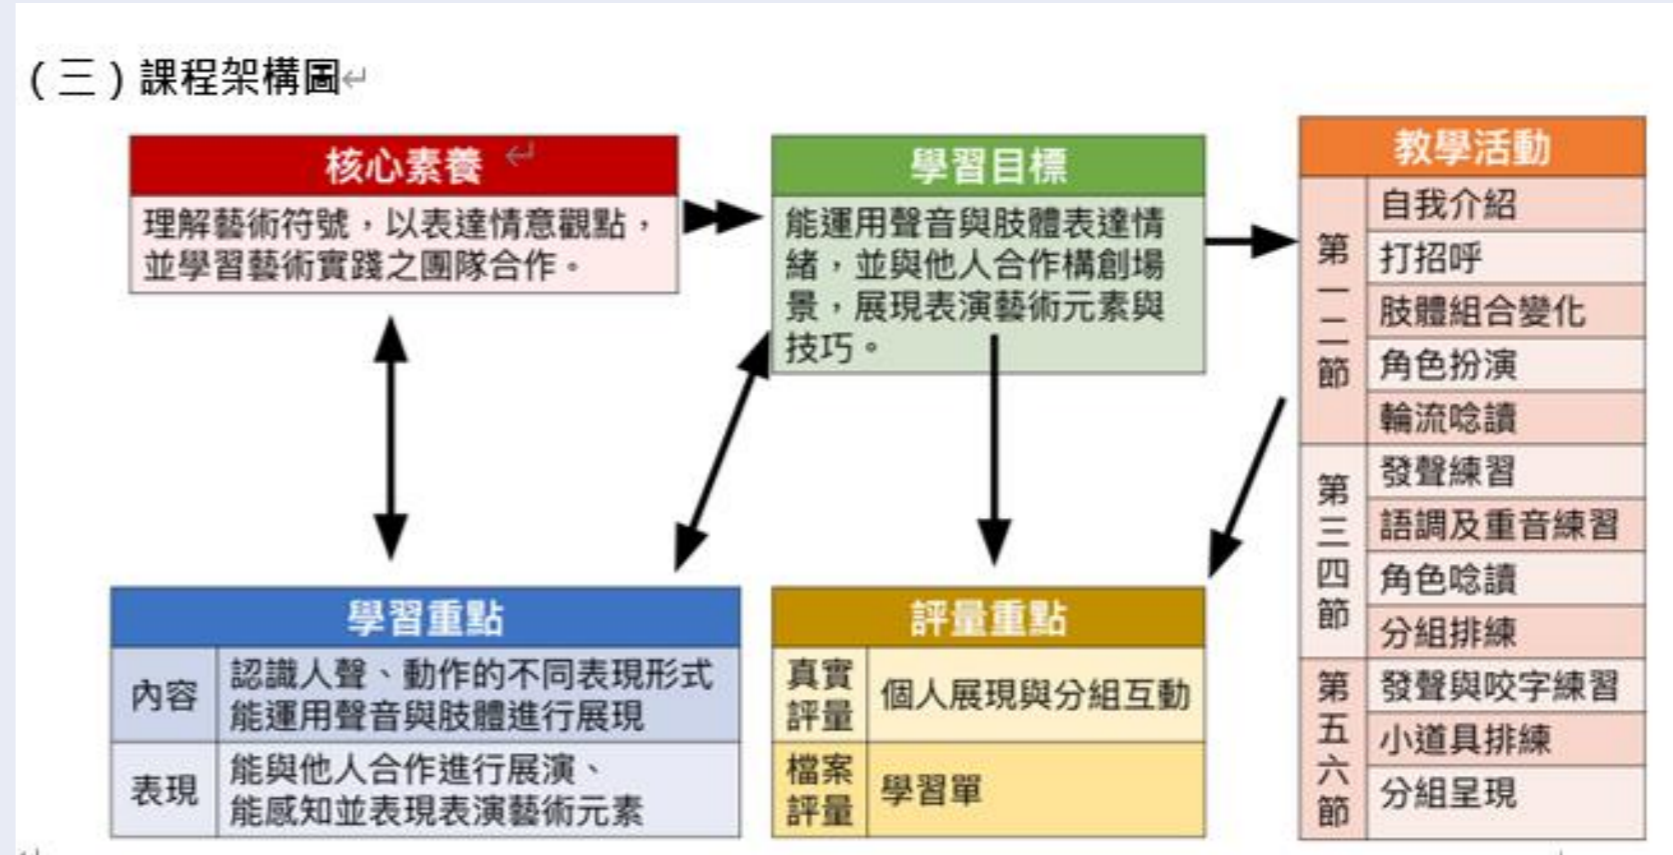 (三)課程架構圖
核心素養
理解藝術符號，以表達情意觀點，
並學習藝術實踐之團隊合作。
學習目標
能運用聲音與肢體表達情
緒，並與他人合作構創場
景，展現表演藝術元素與
技巧。
教學活動
第一二節
自我介紹
打招呼
肢體組合變化
角色扮演
輪流唸讀
第三四節
發聲練習
語調及重音練習
角色唸讀
分組排練
第五六節
發聲與咬字練習
小道具排練
分組呈現
學習重點
內容
認識人聲、動作的不同表現形式
能運用聲音與肢體進行展現
表現
能與他人合作進行展演、
能感知並表現表演藝術元素
評量重點
真實
評量
個人展現與分組互動
檔案
評量
學習單